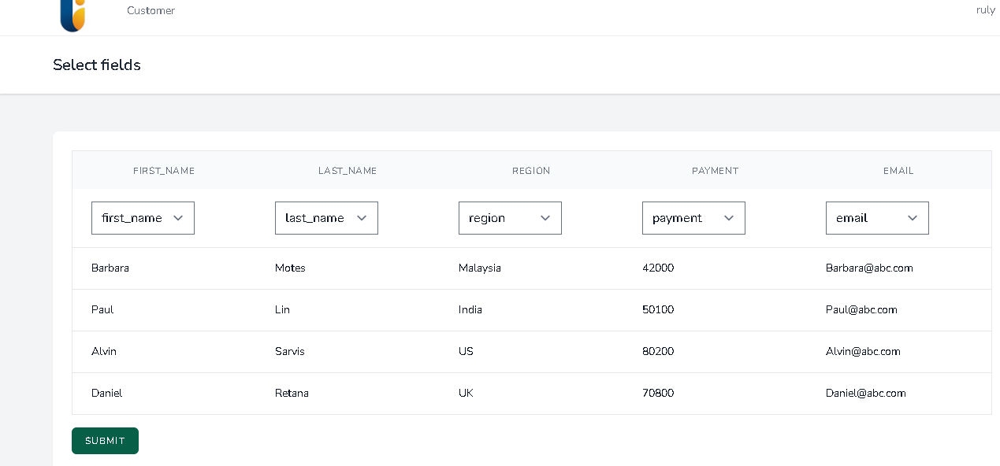 Customer ruly
Select fields
FIRST_NAME LAST_NAME REGION PAYMENT EMAIL
first_name last_name region payment email
Barbara Motes Malaysia 42000 Barbara@abc.com
Paul Lin India 50100 Paul@abc.com
Alvin Sarvis US 80200 Alvin@abc.com
Daniel Retana UK 70800 Daniel@abc.com
SUBMIT